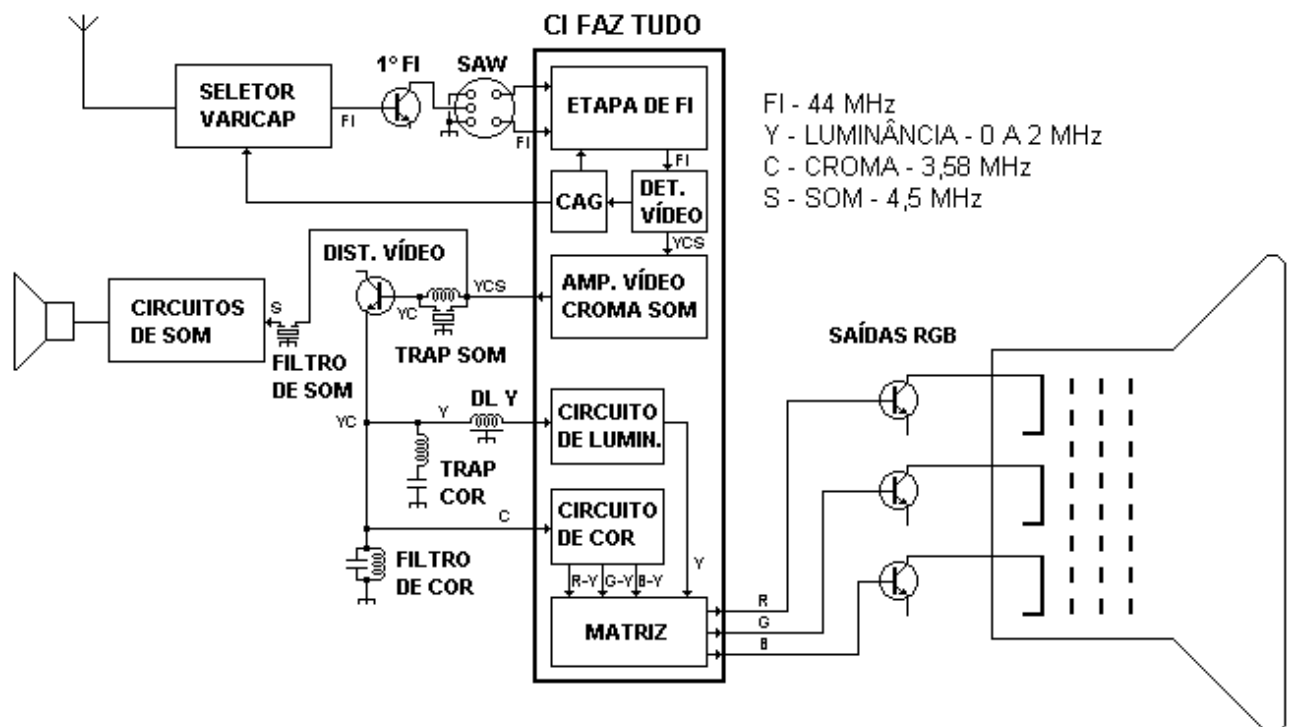 CI FAZ TUDO
1º FI
SAW
SELETOR
VARICAP
FI
FI
ETAPA DE FI
FI - 44 MHz
Y - LUMINÂNCIA - 0 A 2 MHz
C - CROMA - 3,58 MHz
S - SOM - 4,5 MHz
FI
CAG
DET.
VÍDEO
YCS
DIST. VÍDEO
AMP. VÍDEO
CROMA SOM
YCS
YC
CIRCUITOS
DE SOM
S
FILTRO
DE SOM
TRAP SOM
SAÍDAS RGB
YC
Y
DL Y
CIRCUITO
DE LUMIN.
TRAP
COR
CIRCUITO
DE COR
C
FILTRO
DE COR
R-Y
G-Y
B-Y
Y
MATRIZ
R
G
B